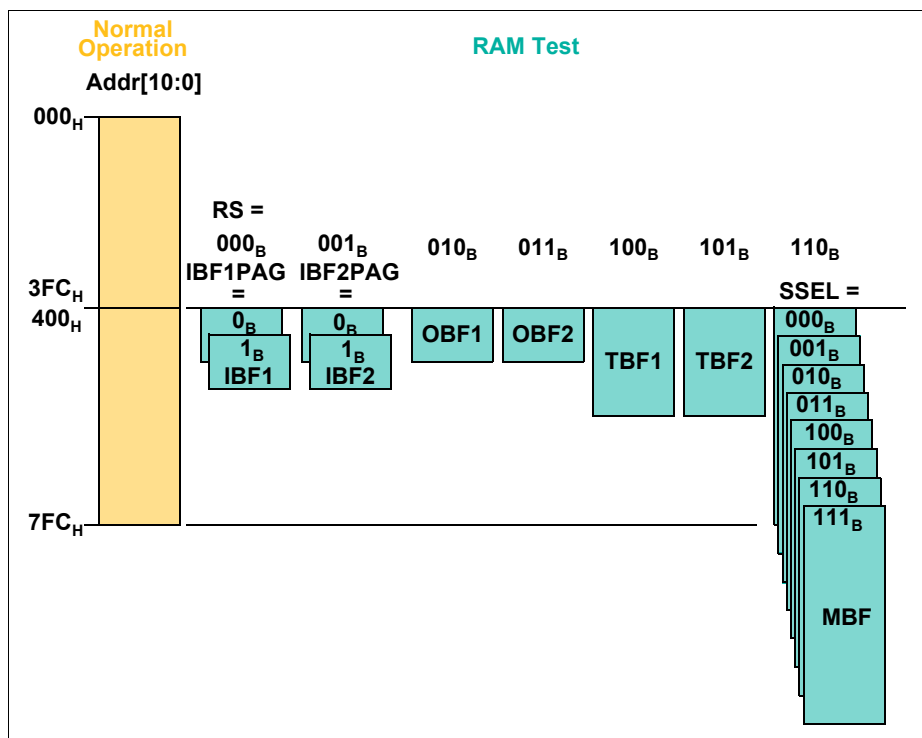 Normal
Operation
RAM Test
Addr[10:0]
000H
RS =
000B 001B 010B 011B 100B 101B 110B
IBF1PAG IBF2PAG
= =
3FCH
SSEL =
400H
0B 0B OBF1 OBF2 000B
1B 1B 001B
IBF1 IBF2 TBF1 TBF2 010B
011B
100B
101B
110B
7FCH
111B
MBF